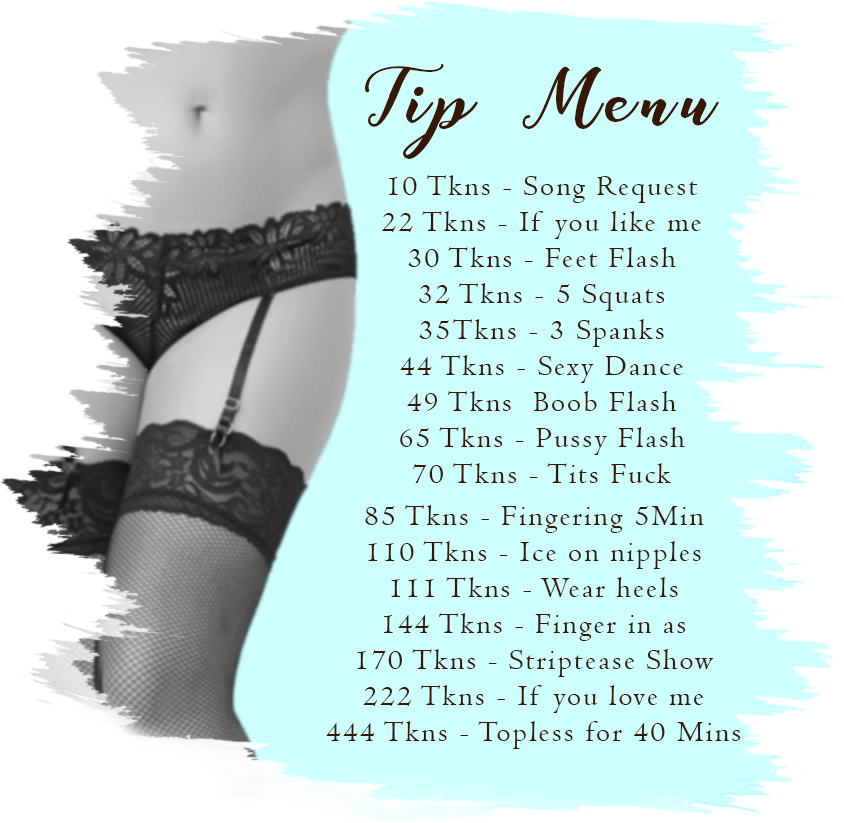 Tip Menu
10 Tkns - Song Request
22 Tkns - If you like me
30 Tkns - Feet Flash
32 Tkns - 5 Squats
35Tkns - 3 Spanks
44 Tkns - Sexy Dance
49 Tkns  Boob Flash
65 Tkns - Pussy Flash
70 Tkns - Tits Fuck
85 Tkns - Fingering 5Min
110 Tkns - Ice on nipples
111 Tkns - Wear heels
144 Tkns - Finger in as
170 Tkns - Striptease Show
222 Tkns - If you love me
444 Tkns - Topless for 40 Mins